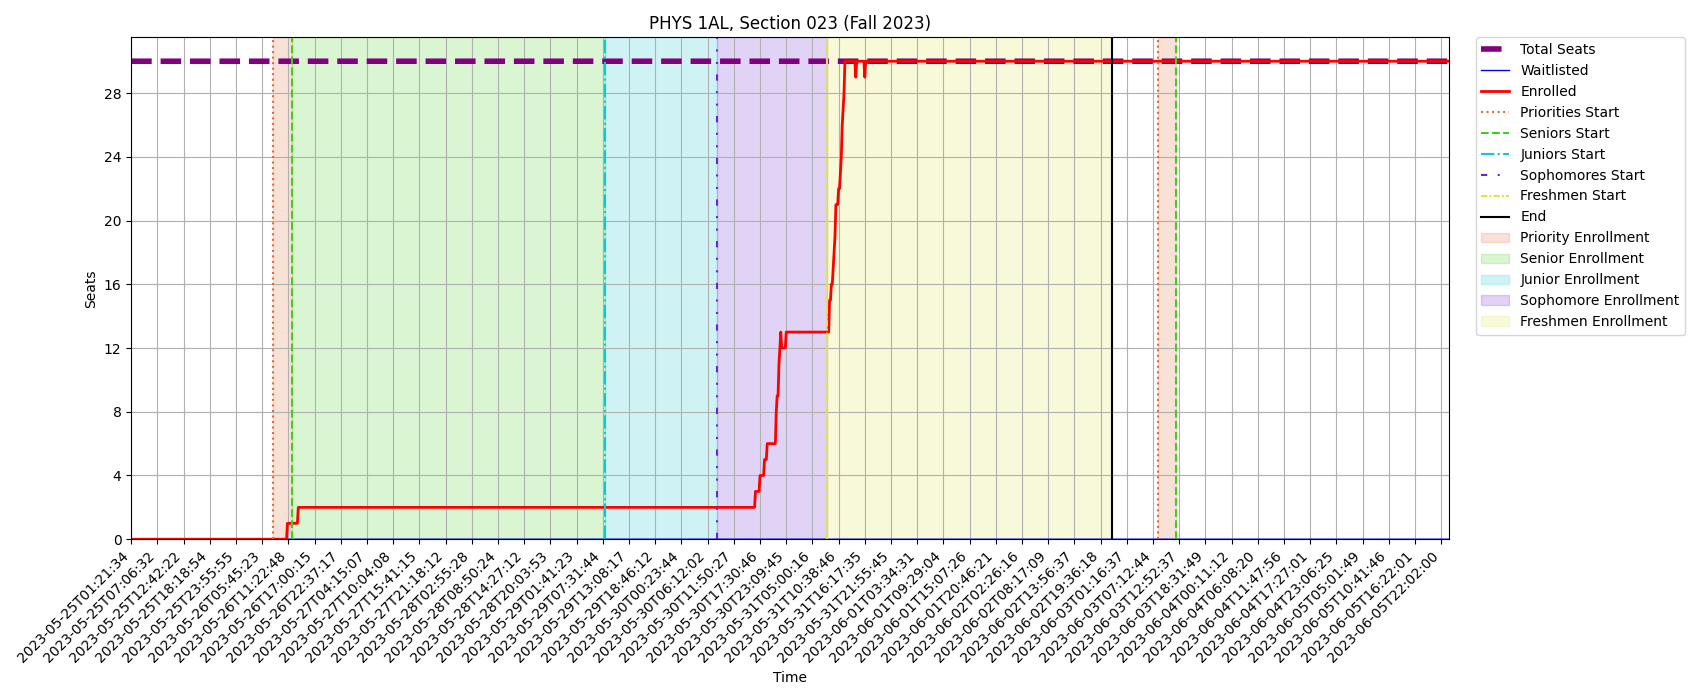 PHYS 1AL, Section 023 (Fall 2023)
Seats
28
24
20
16
12
8
4
0
2023-05-25T01:21:34
2023-05-25T07:06:32
2023-05-25T12:42:22
2023-05-25T18:18:54
2023-05-25T23:55:55
2023-05-26T05:45:23
2023-05-26T11:22:48
2023-05-26T17:00:15
2023-05-26T22:37:17
2023-05-27T04:15:07
2023-05-27T10:04:08
2023-05-27T15:41:15
2023-05-27T21:18:12
2023-05-28T02:55:28
2023-05-28T08:50:24
2023-05-28T14:27:12
2023-05-28T20:03:53
2023-05-29T01:41:23
2023-05-29T07:31:44
2023-05-29T13:08:17
2023-05-29T18:46:12
2023-05-30T00:23:44
2023-05-30T06:12:02
2023-05-30T11:50:27
2023-05-30T17:30:46
2023-05-30T23:09:45
2023-05-31T05:00:16
2023-05-31T10:38:46
2023-05-31T16:17:35
2023-05-31T21:55:45
2023-06-01T03:34:31
2023-06-01T09:29:04
2023-06-01T15:07:26
2023-06-01T20:46:21
2023-06-02T02:26:16
2023-06-02T08:17:09
2023-06-02T13:56:37
2023-06-02T19:36:18
2023-06-03T01:16:37
2023-06-03T07:12:44
2023-06-03T12:52:37
2023-06-03T18:31:49
2023-06-04T00:11:12
2023-06-04T06:08:20
2023-06-04T11:47:56
2023-06-04T17:27:01
2023-06-04T23:06:25
2023-06-05T05:01:49
2023-06-05T10:41:46
2023-06-05T16:22:01
2023-06-05T22:02:00
Time
Total Seats
Waitlisted
Enrolled
Priorities Start
Seniors Start
Juniors Start
Sophomores Start
Freshmen Start
End
Priority Enrollment
Senior Enrollment
Junior Enrollment
Sophomore Enrollment
Freshmen Enrollment